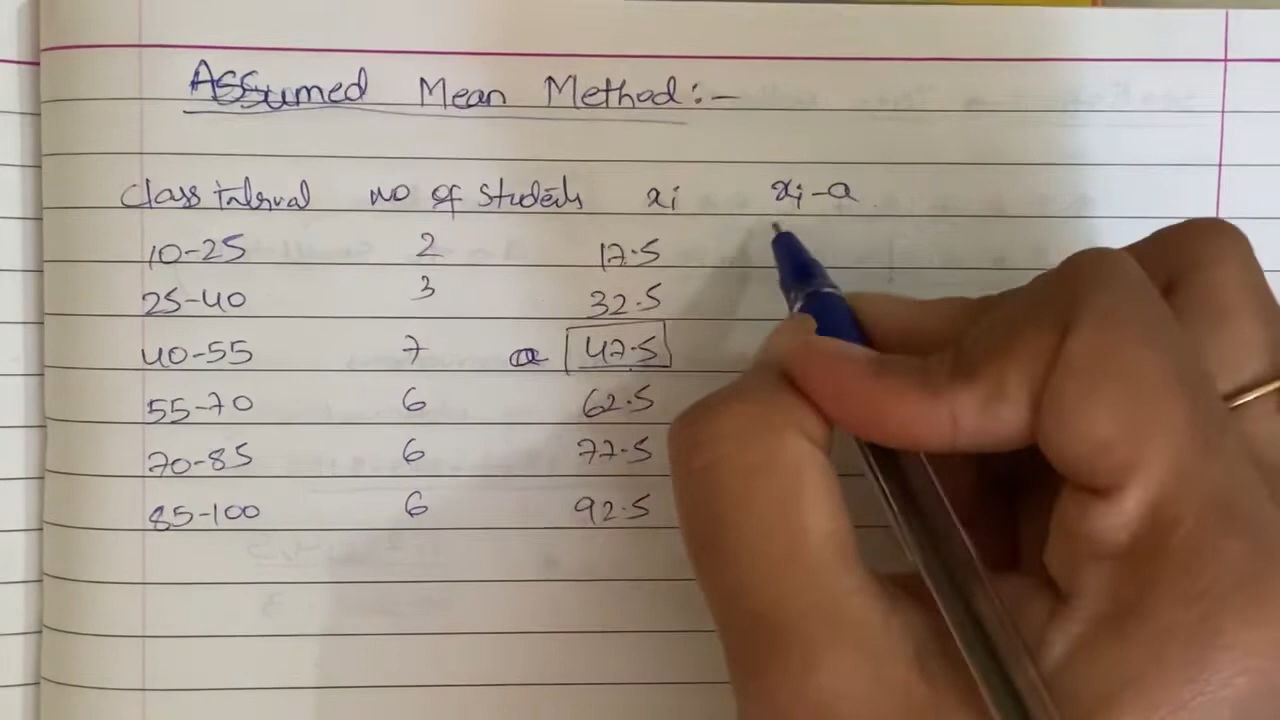 Assumed Mean Method:-
Class interval no of students xi xi-a
10-25 2 17.5
25-40 3 32.5
40-55 7 a 47.5
55-70 6 62.5
70-85 6 77.5
85-100 6 92.5